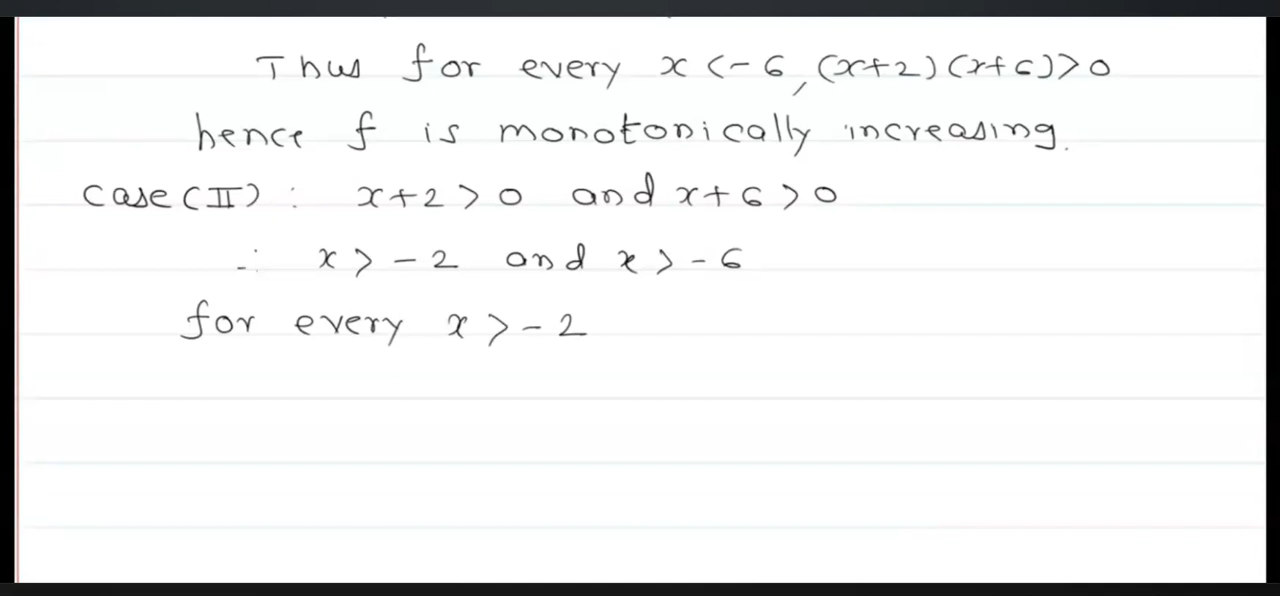 Thus for every x < -6, (x+2)(x+6) > 0
hence f is monotonically increasing.
case(II): x+2 > 0 and x+6 > 0
∴ x > -2 and x > -6
for every x > -2